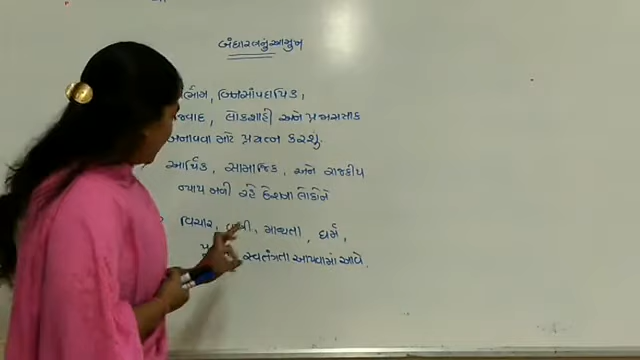 બંધારણનું આમુખ
બિનસાંપ્રદાયિક,
લોકશાહી અને પ્રજાસત્તાક
બનાવવા માટે પ્રયત્ન કરશું.
આર્થિક, સામાજિક, અને રાજકીય
ન્યાય મળી રહે દેશના લોકોને
વિચાર, માન્યતા, ધર્મ,
સ્વતંત્રતા આપવામાં આવે.